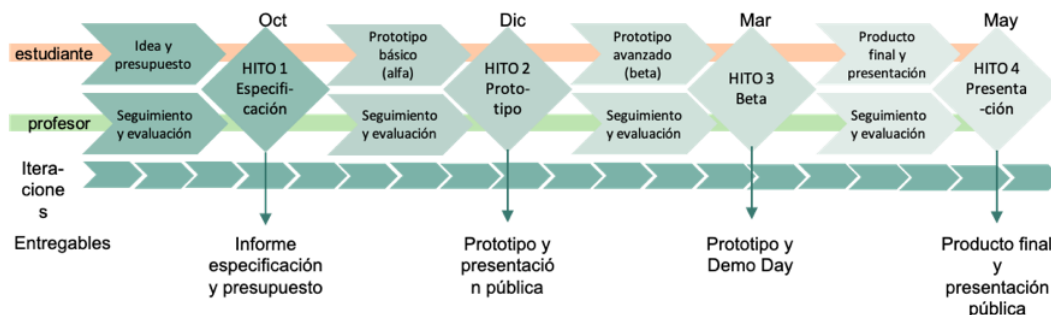 Oct
Dic
Mar
May
estudiante
Idea y
presupuesto
HITO 1
Especifi-
cación
Prototipo
básico
(alfa)
HITO 2
Proto-
tipo
Prototipo
avanzado
(beta)
HITO 3
Beta
Producto
final y
presentación
HITO 4
Presenta
-ción
profesor
Seguimiento
y evaluación
Seguimiento
y evaluación
Seguimiento
y evaluación
Seguimiento
y evaluación
Itera-
cione
s
Entregables
Informe
especificación
y presupuesto
Prototipo y
presentació
n pública
Prototipo y
Demo Day
Producto final
y
presentación
pública